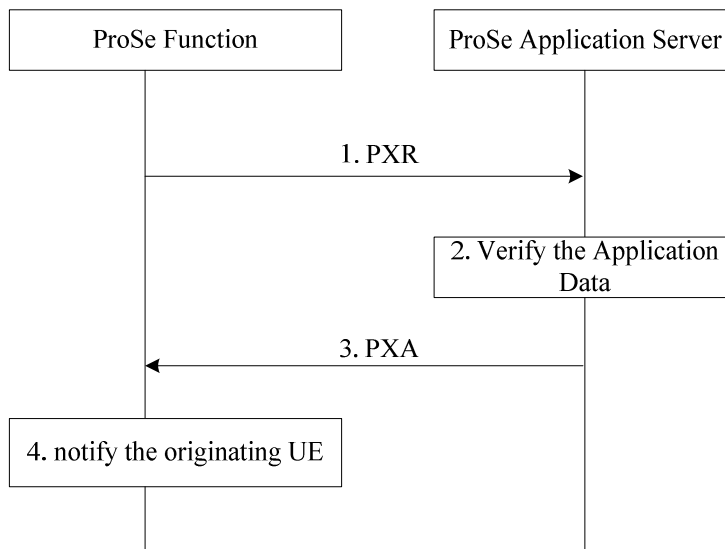 ProSe Function
ProSe Application Server
1. PXR
2. Verify the Application
Data
3. PXA
4. notify the originating UE